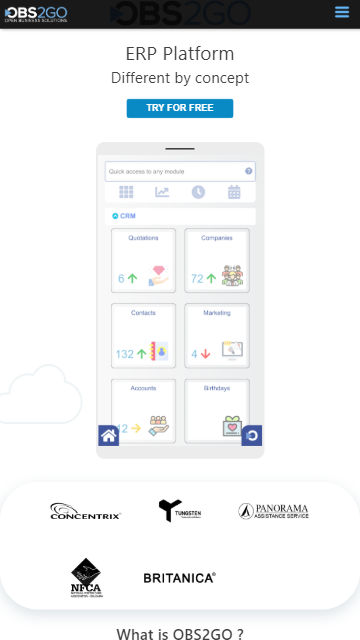 OBS2GO
OPEN BUSINESS SOLUTIONS
OBS2GO
ERP Platform
Different by concept
TRY FOR FREE
Quick access to any module
?
CRM
Quotations
6
Companies
72
Contacts
132
Marketing
4
Accounts
12
Birthdays
CONCENTRIX
TUNGSTEN
PANORAMA
ASSISTANCE SERVICE
NFCA
BRITANICA®
What is OBS2GO ?